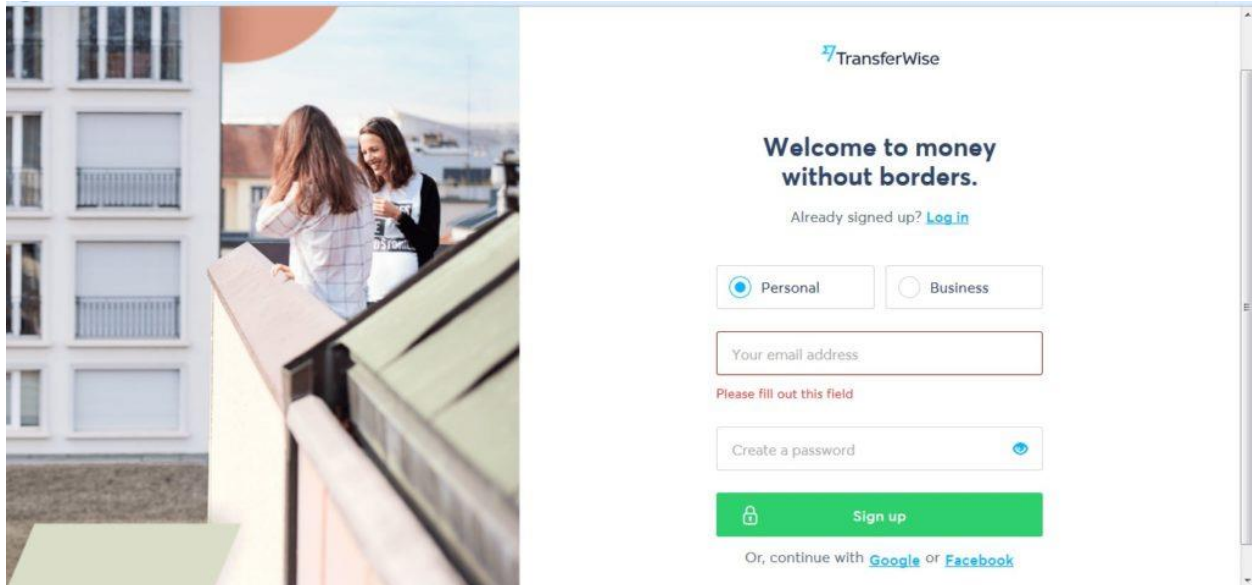 TransferWise
Welcome to money
without borders.
Already signed up? Log in
Personal
Business
Your email address
Please fill out this field
Create a password
Sign up
Or, continue with Google or Facebook